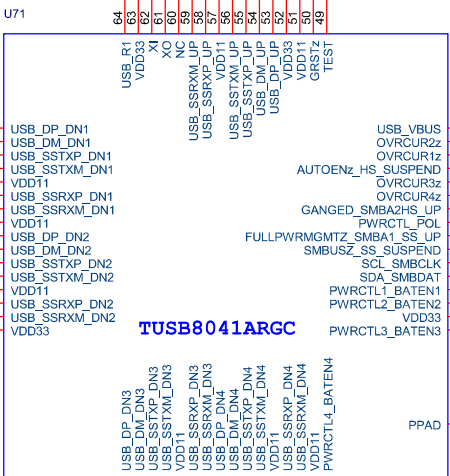 U71
64 63 62 61 60 59 58 57 56 55 54 53 52 51 50 49
USB_R1
VDD33
XI
XO
NC
USB_SSRXM_UP
USB_SSRXP_UP
VDD11
USB_SSTXM_UP
USB_SSTXP_UP
USB_DM_UP
USB_DP_UP
VDD33
VDD11
GRSTz
TEST
USB_DP_DN1
USB_DM_DN1
USB_SSTXP_DN1
USB_SSTXM_DN1
VDD11
USB_SSRXP_DN1
USB_SSRXM_DN1
VDD11
USB_DP_DN2
USB_DM_DN2
USB_SSTXP_DN2
USB_SSTXM_DN2
VDD11
USB_SSRXP_DN2
USB_SSRXM_DN2
VDD33
USB_VBUS
OVRCUR2z
OVRCUR1z
AUTOENz_HS_SUSPEND
OVRCUR3z
OVRCUR4z
GANGED_SMBA2HS_UP
PWRCTL_POL
FULLPWRMGMTZ_SMBA1_SS_UP
SMBUSZ_SS_SUSPEND
SCL_SMBCLK
SDA_SMBDAT
PWRCTL1_BATEN1
PWRCTL2_BATEN2
VDD33
PWRCTL3_BATEN3
TUSB8041ARGC
USB_DP_DN3
USB_DM_DN3
USB_SSTXP_DN3
USB_SSTXM_DN3
VDD11
USB_SSRXP_DN3
USB_SSRXM_DN3
USB_DP_DN4
USB_DM_DN4
USB_SSTXP_DN4
USB_SSTXM_DN4
VDD11
USB_SSRXP_DN4
USB_SSRXM_DN4
VDD11
PWRCTL4_BATEN4
PPAD